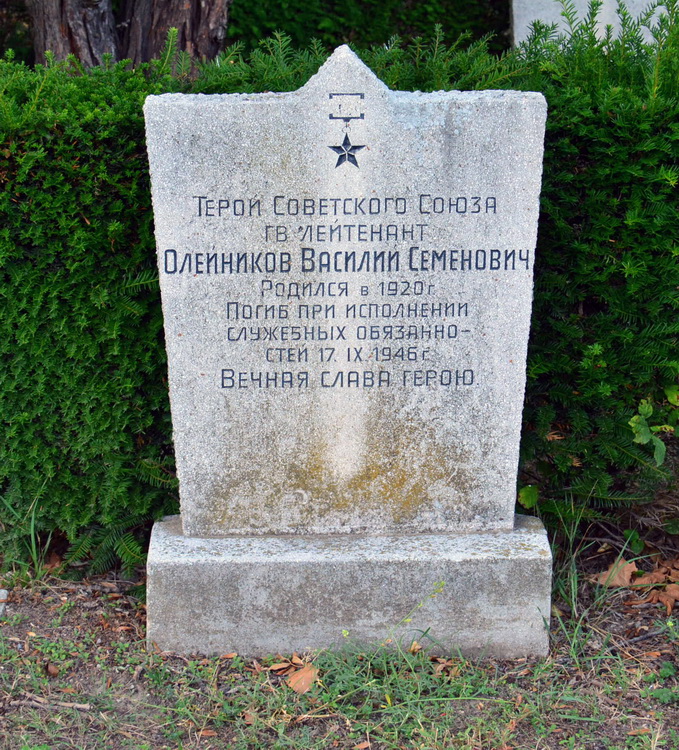 Герой Советского Союза
гв. лейтенант
Олейников Василий Семенович
Родился в 1920 г.
Погиб при исполнении
служебных обязанно-
стей 17. IX. 1946 г.
Вечная слава герою.